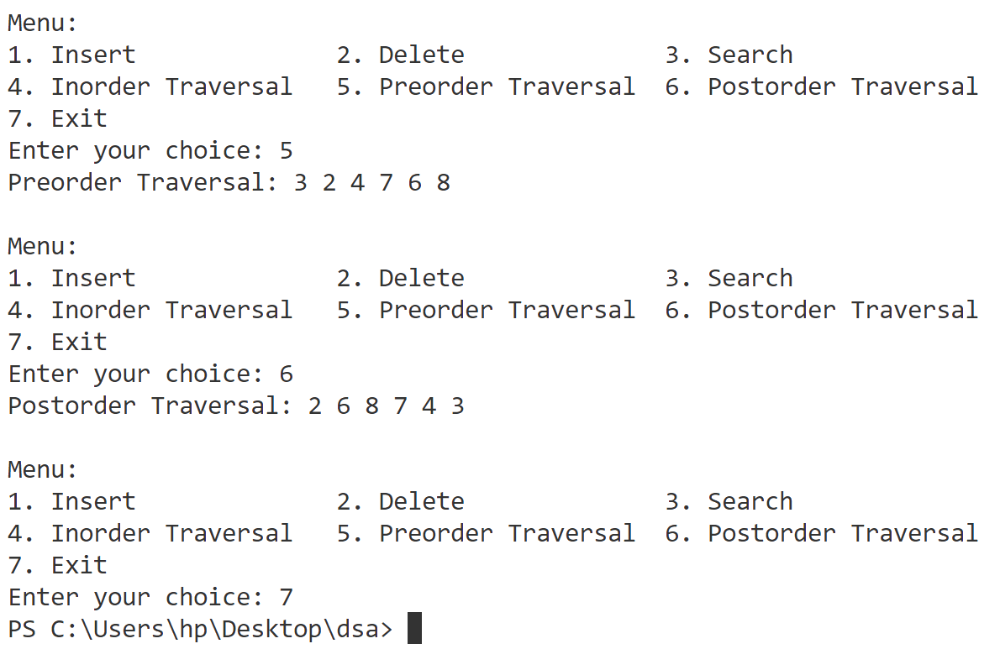 Menu:
1. Insert              2. Delete              3. Search
4. Inorder Traversal   5. Preorder Traversal  6. Postorder Traversal
7. Exit
Enter your choice: 5
Preorder Traversal: 3 2 4 7 6 8

Menu:
1. Insert              2. Delete              3. Search
4. Inorder Traversal   5. Preorder Traversal  6. Postorder Traversal
7. Exit
Enter your choice: 6
Postorder Traversal: 2 6 8 7 4 3

Menu:
1. Insert              2. Delete              3. Search
4. Inorder Traversal   5. Preorder Traversal  6. Postorder Traversal
7. Exit
Enter your choice: 7
PS C:\Users\hp\Desktop\dsa>